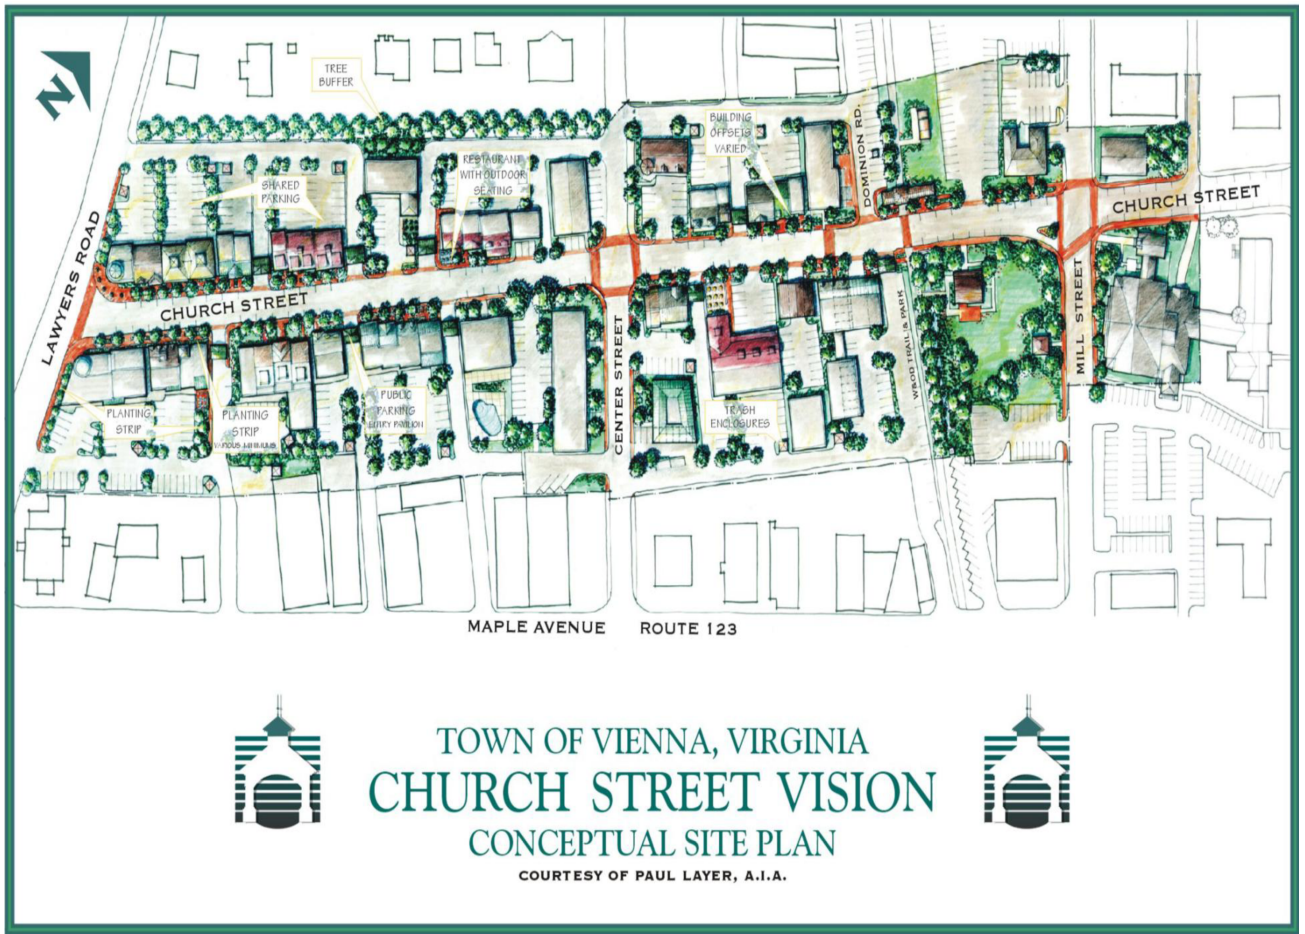 N
TREE
BUFFER
BUILDING
OFFSETS
VARIED
DOMINION RD.
RESTAURANT
WITH OUTDOOR
SEATING
SHARED
PARKING
CHURCH STREET
LAWYERS ROAD
CHURCH STREET
CENTER STREET
W&OD TRAIL & PARK
MILL STREET
PLANTING
STRIP
PLANTING
STRIP
PUBLIC
PARKING
ENTRY PAVILION
TRASH
ENCLOSURES
MAPLE AVENUE ROUTE 123
TOWN OF VIENNA, VIRGINIA
CHURCH STREET VISION
CONCEPTUAL SITE PLAN
COURTESY OF PAUL LAYER, A.I.A.